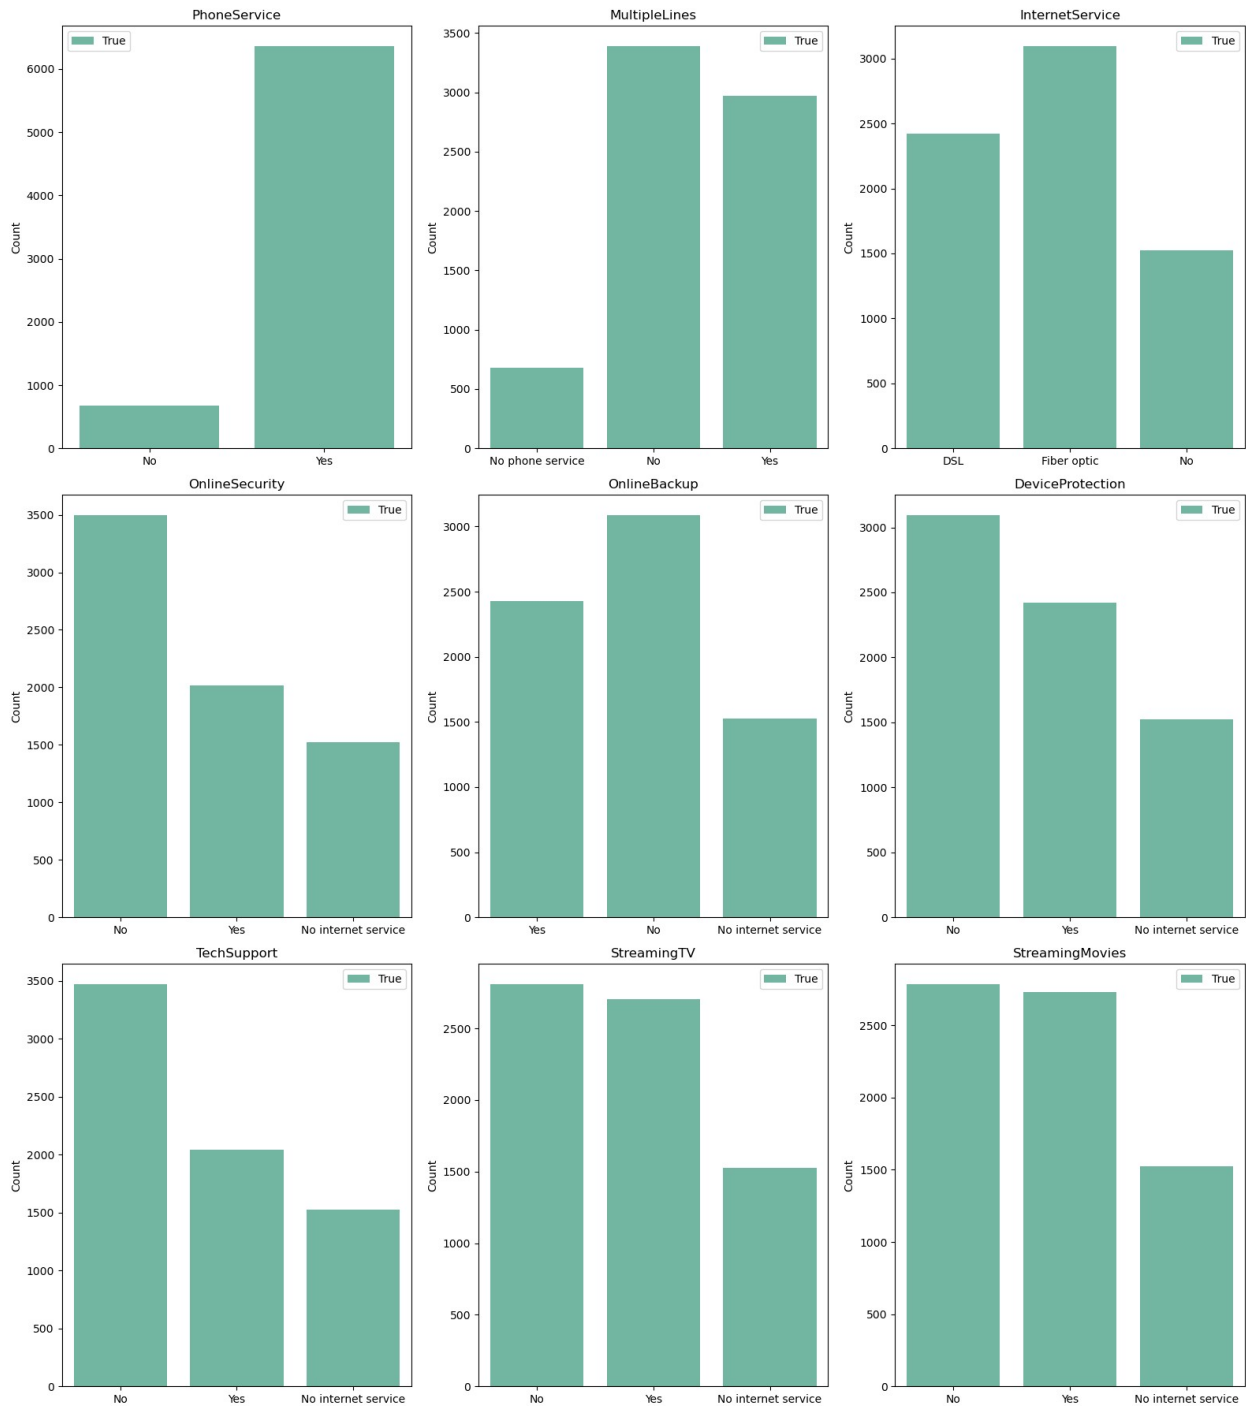 PhoneService
True
6000
5000
4000
3000
2000
1000
0
Count
No Yes
MultipleLines
True
3500
3000
2500
2000
1500
1000
500
0
Count
No phone service No Yes
InternetService
True
3000
2500
2000
1500
1000
500
0
Count
DSL Fiber optic No
OnlineSecurity
True
3500
3000
2500
2000
1500
1000
500
0
Count
No Yes No internet service
OnlineBackup
True
3000
2500
2000
1500
1000
500
0
Count
Yes No No internet service
DeviceProtection
True
3000
2500
2000
1500
1000
500
0
Count
No Yes No internet service
TechSupport
True
3500
3000
2500
2000
1500
1000
500
0
Count
No Yes No internet service
StreamingTV
True
2500
2000
1500
1000
500
0
Count
No Yes No internet service
StreamingMovies
True
2500
2000
1500
1000
500
0
Count
No Yes No internet service